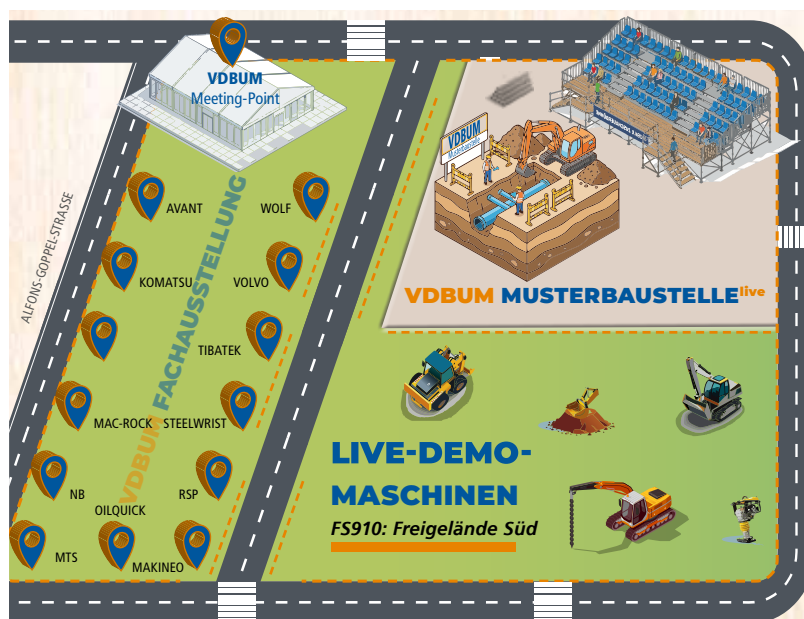 VDBUM
Meeting-Point
VDBUM
Musterbaustelle
ALFONS-GOPPEL-STRASSE
VDBUM FACHAUSSTELLUNG
AVANT
WOLF
KOMATSU
VOLVO
TIBATEK
MAC-ROCK
STEELWRIST
NB
RSP
OILQUICK
MTS
MAKINEO
VDBUM MUSTERBAUSTELLE live
LIVE-DEMO-
MASCHINEN
FS910: Freigelände Süd